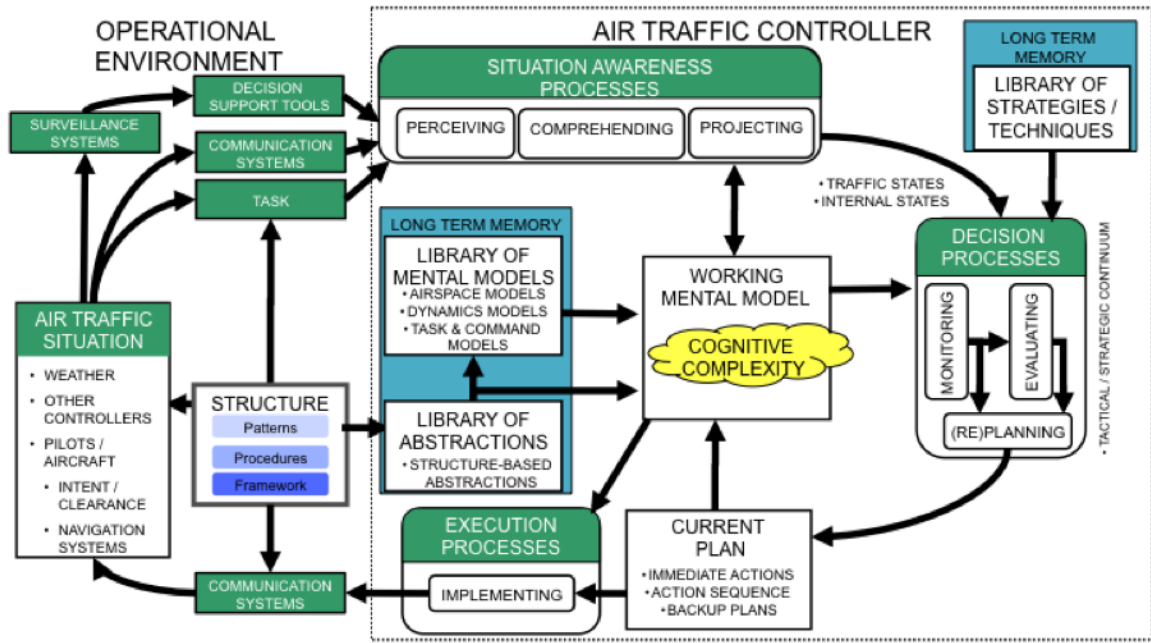 OPERATIONAL
ENVIRONMENT
DECISION
SUPPORT TOOLS
SURVEILLANCE
SYSTEMS
COMMUNICATION
SYSTEMS
TASK
AIR TRAFFIC
SITUATION
• WEATHER
• OTHER
CONTROLLERS
• PILOTS /
AIRCRAFT
• INTENT /
CLEARANCE
• NAVIGATION
SYSTEMS
STRUCTURE
Patterns
Procedures
Framework
COMMUNICATION
SYSTEMS
AIR TRAFFIC CONTROLLER
SITUATION AWARENESS
PROCESSES
PERCEIVING
COMPREHENDING
PROJECTING
LONG TERM
MEMORY
LIBRARY OF
STRATEGIES /
TECHNIQUES
• TRAFFIC STATES
• INTERNAL STATES
LONG TERM MEMORY
LIBRARY OF
MENTAL MODELS
• AIRSPACE MODELS
• DYNAMICS MODELS
• TASK & COMMAND
MODELS
LIBRARY OF
ABSTRACTIONS
• STRUCTURE-BASED
ABSTRACTIONS
WORKING
MENTAL MODEL
COGNITIVE
COMPLEXITY
DECISION
PROCESSES
MONITORING
EVALUATING
(RE)PLANNING
• TACTICAL / STRATEGIC CONTINUUM
EXECUTION
PROCESSES
IMPLEMENTING
CURRENT
PLAN
• IMMEDIATE ACTIONS
• ACTION SEQUENCE
• BACKUP PLANS